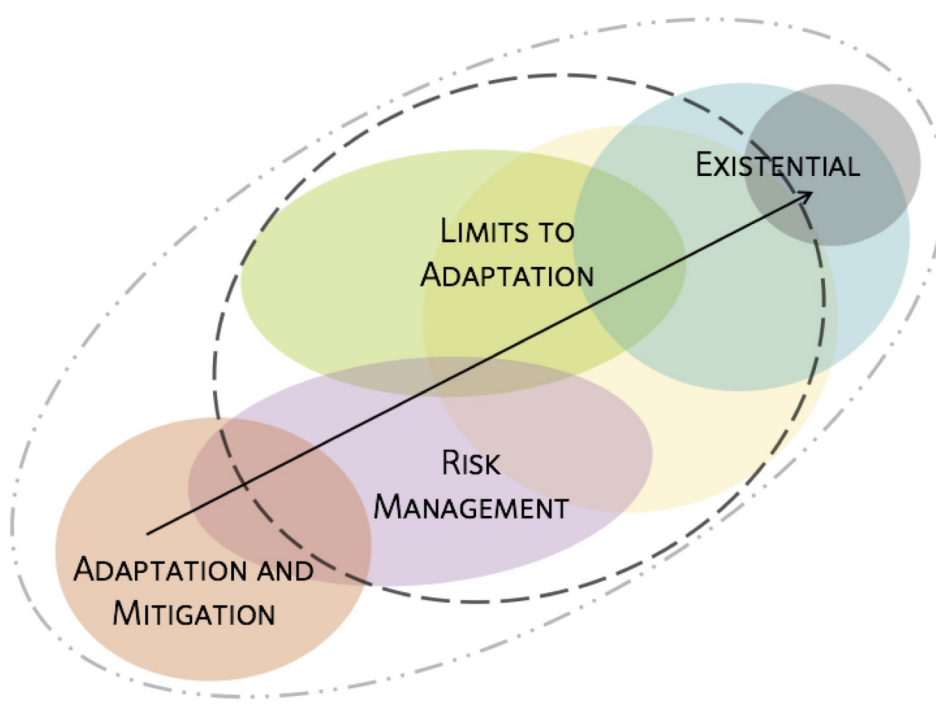 EXISTENTIAL
LIMITS TO
ADAPTATION
RISK
MANAGEMENT
ADAPTATION AND
MITIGATION